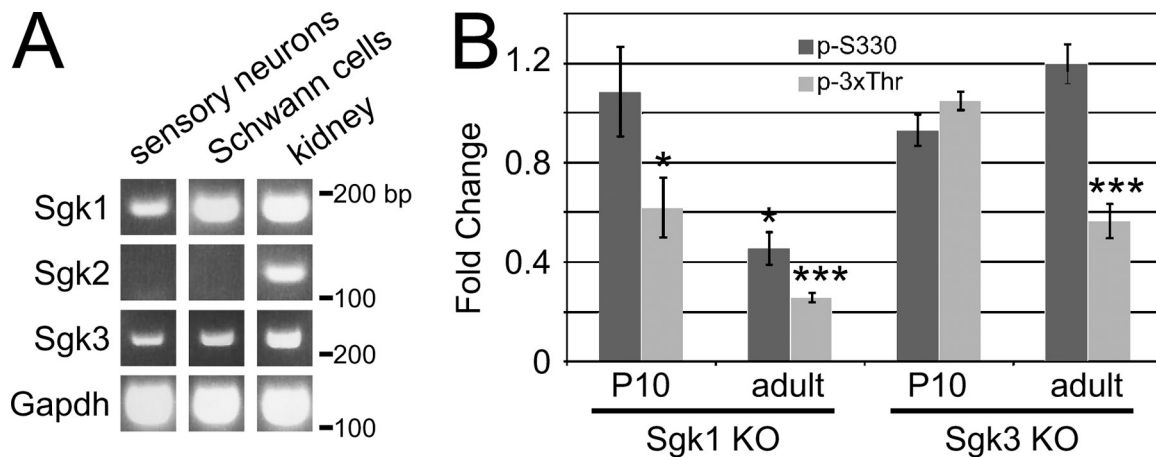 A
sensory neurons
Schwann cells
kidney
Sgk1
200 bp
Sgk2
100
Sgk3
200
Gapdh
100
B
p-S330
p-3xThr
Fold Change
1.2
0.8
0.4
0
*
*
***
***
P10
adult
P10
adult
Sgk1 KO
Sgk3 KO